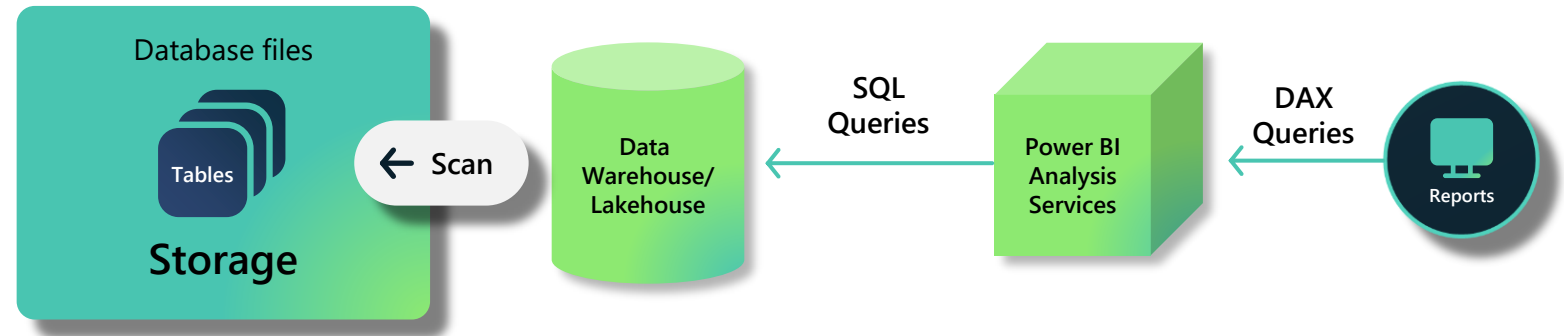 Database files
Tables
Storage
Scan
Data
Warehouse/
Lakehouse
SQL
Queries
Power BI
Analysis
Services
DAX
Queries
Reports